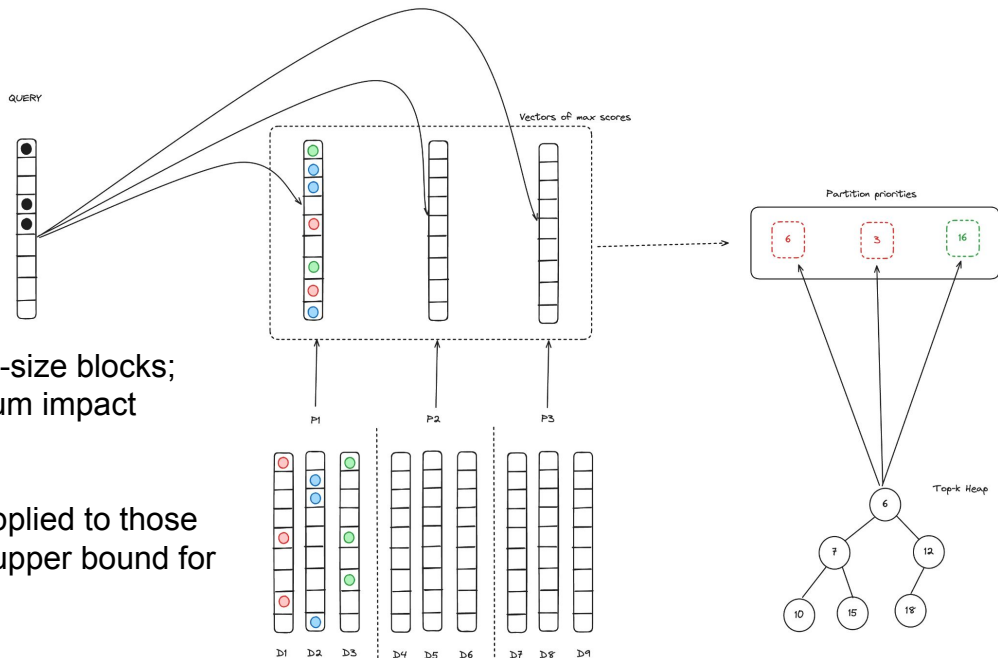 QUERY
Vectors of max scores
Partition priorities
6 3 16
-size blocks;
um impact
P1 P2 P3
pplied to those
upper bound for
Top-k Heap
6
7 12
10 15 18
D1 D2 D3 D4 D5 D6 D7 D8 D9